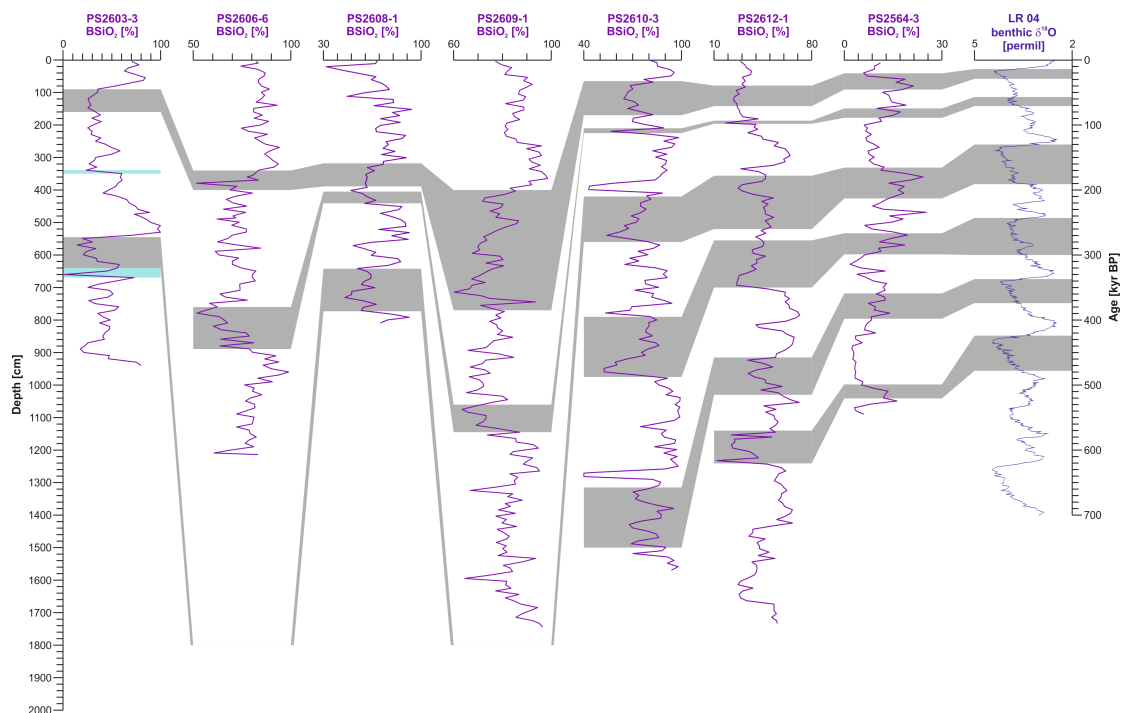 PS2603-3
BSiO2 [%]
PS2606-6
BSiO2 [%]
PS2608-1
BSiO2 [%]
PS2609-1
BSiO2 [%]
PS2610-3
BSiO2 [%]
PS2612-1
BSiO2 [%]
PS2564-3
BSiO2 [%]
LR 04
benthic δ18O
[permil]
0 100 50 100 30 100 60 100 40 100 10 80 0 30 5 2
0
100
200
300
400
500
600
700
800
900
1000
1100
1200
1300
1400
1500
1600
1700
1800
1900
2000
Depth [cm]
0
100
200
300
400
500
600
700
Age [kyr BP]